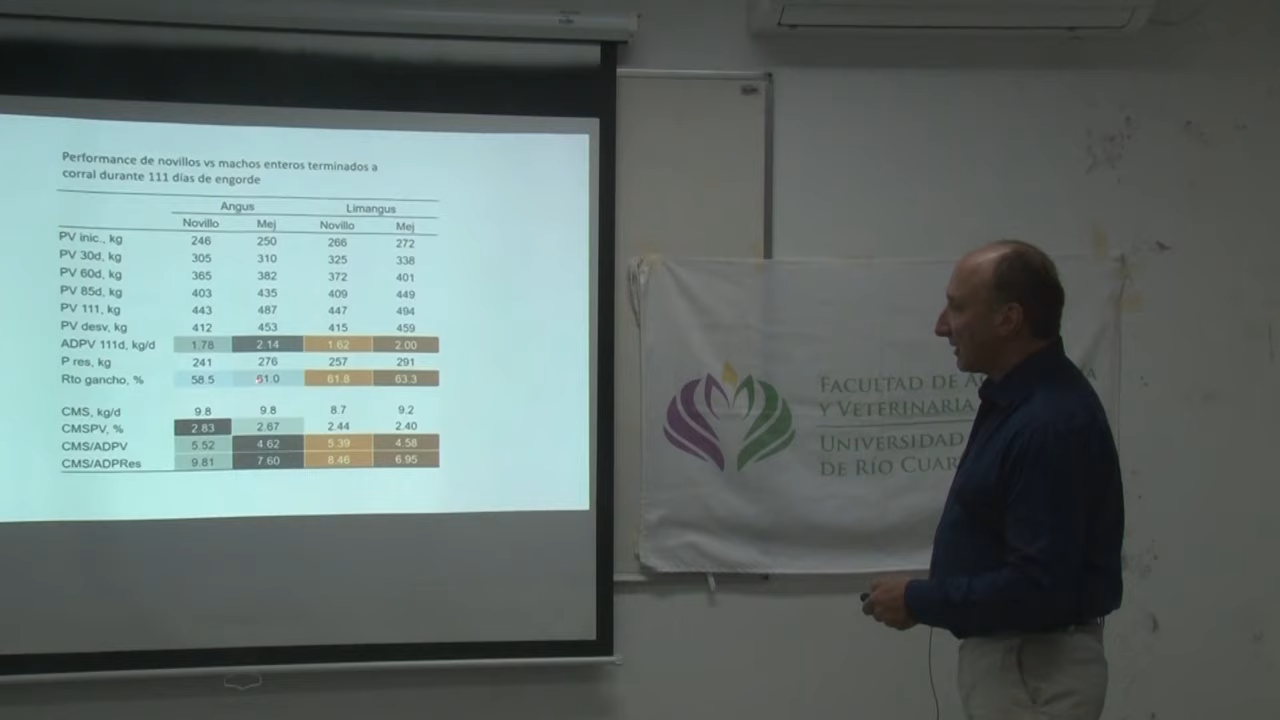 Performance de novillos vs machos enteros terminados a
corral durante 111 días de engorde
Angus Limangus
Novillo Mej Novillo Mej
PV inic., kg 246 250 266 272
PV 30d, kg 305 310 325 338
PV 60d, kg 365 382 372 401
PV 85d, kg 403 435 409 449
PV 111, kg 443 487 447 494
PV desv, kg 412 453 415 459
ADPV 111d, kg/d 1.78 2.14 1.62 2.00
P res, kg 241 276 257 291
Rto gancho, % 58.5 61.0 61.8 63.3
CMS, kg/d 9.8 9.8 8.7 9.2
CMSPV, % 2.83 2.67 2.44 2.40
CMS/ADPV 5.52 4.62 5.39 4.58
CMS/ADPRes 9.81 7.60 8.46 6.95
FACULTAD DE
Y VETERINARIA
UNIVERSIDAD
DE RÍO